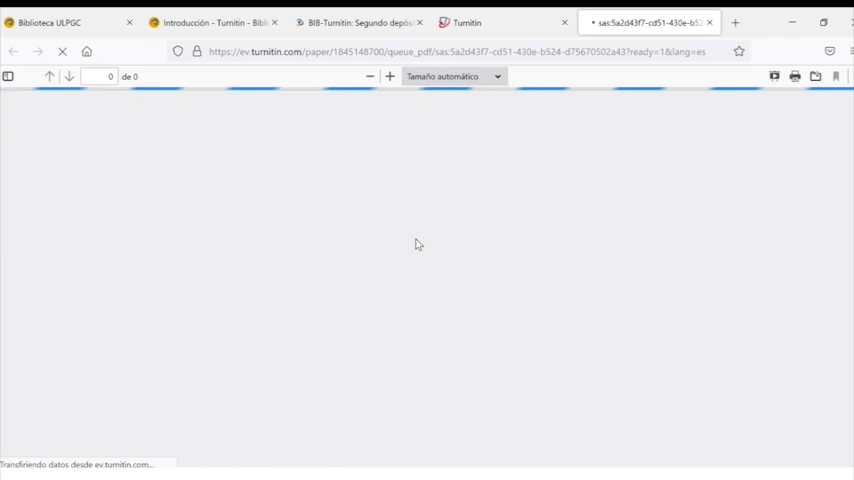 Biblioteca ULPGC
Introducción - Turnitin - Bibli
BIB-Turnitin: Segundo depós
Turnitin
sas:5a2d43f7-cd51-430e-b52
https://ev.turnitin.com/paper/1845148700/queue_pdf/sas:5a2d43f7-cd51-430e-b524-d75670502a43?ready=1&lang=es
0 de 0
Tamaño automático
Transfiriendo datos desde ev.turnitin.com...